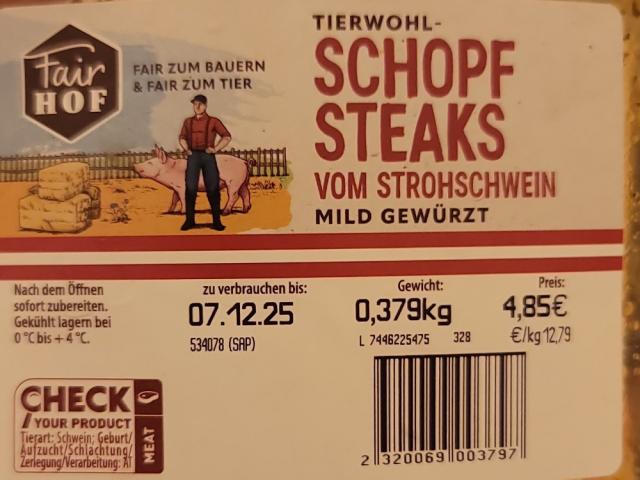 Fair
HOF
FAIR ZUM BAUERN
& FAIR ZUM TIER
TIERWOHL-
SCHOPF
STEAKS
VOM STROHSCHWEIN
MILD GEWÜRZT
Nach dem Öffnen
sofort zubereiten.
Gekühlt lagern bei
0 °C bis + 4 °C.
zu verbrauchen bis:
07.12.25
534078 (SAP)
Gewicht:
0,379kg
L 7446225475 328
Preis:
4,85€
€/kg 12,79
CHECK
YOUR PRODUCT
MEAT
Tierart: Schwein; Geburt/
Aufzucht/Schlachtung/
Zerlegung/Verarbeitung: AT
2 320069 003797